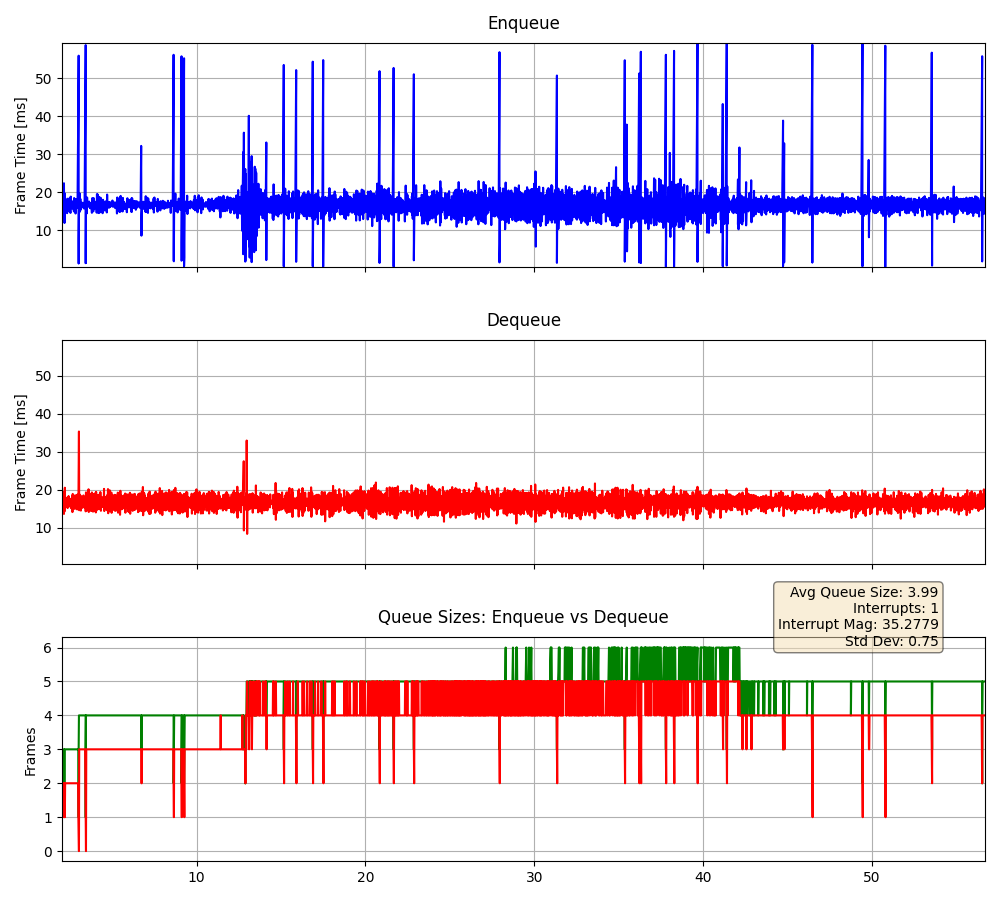 Enqueue
Frame Time [ms]
50
40
30
20
10
Dequeue
Frame Time [ms]
50
40
30
20
10
Avg Queue Size: 3.99
Interrupts: 1
Interrupt Mag: 35.2779
Std Dev: 0.75
Queue Sizes: Enqueue vs Dequeue
Frames
6
5
4
3
2
1
0
10 20 30 40 50